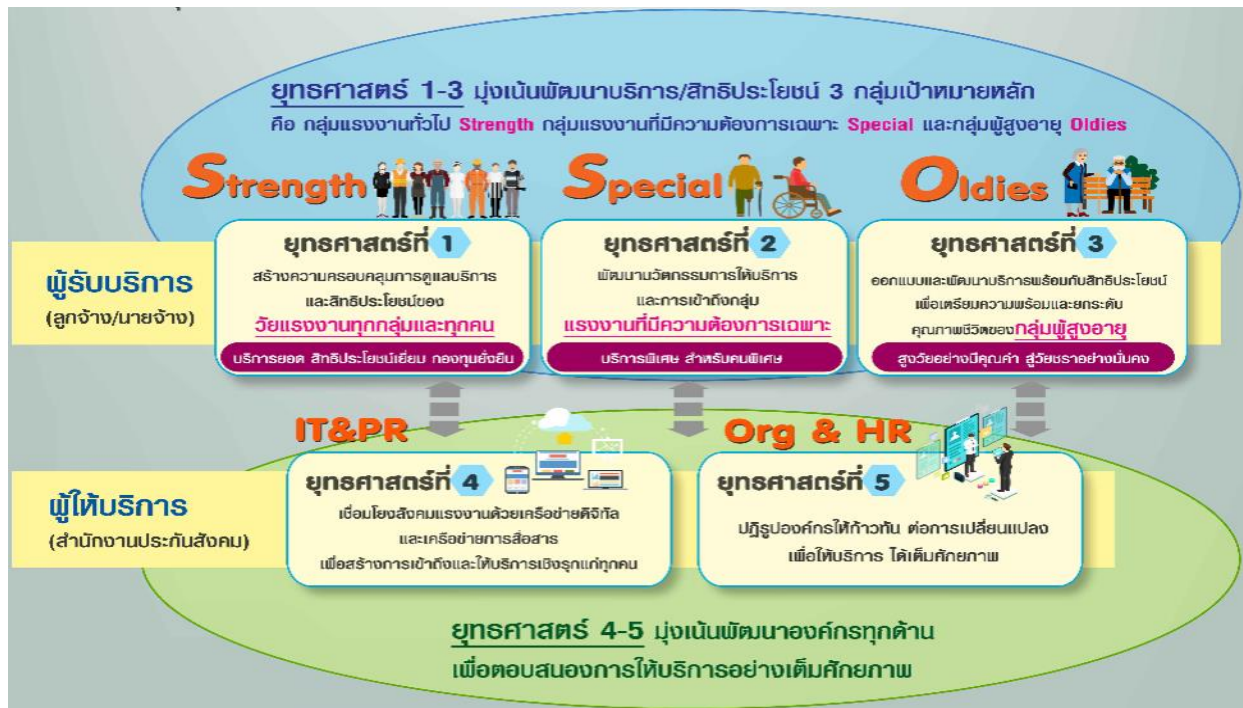 ยุทธศาสตร์ 1-3 มุ่งเน้นพัฒนาบริการ/สิทธิประโยชน์ 3 กลุ่มเป้าหมายหลัก
คือ กลุ่มแรงงานทั่วไป Strength กลุ่มแรงงานที่มีความต้องการเฉพาะ Special และกลุ่มผู้สูงอายุ Oldies
Strength
Special
Oldies
ผู้รับบริการ
(ลูกจ้าง/นายจ้าง)
ยุทธศาสตร์ที่ 1
สร้างความครอบคลุมการดูแลบริการ
และสิทธิประโยชน์ของ
วัยแรงงานทุกกลุ่มและทุกคน
บริการยอด สิทธิประโยชน์เยี่ยม กองทุนยั่งยืน
ยุทธศาสตร์ที่ 2
พัฒนานวัตกรรมการให้บริการ
และการเข้าถึงกลุ่ม
แรงงานที่มีความต้องการเฉพาะ
บริการพิเศษ สำหรับคนพิเศษ
ยุทธศาสตร์ที่ 3
ออกแบบและพัฒนาบริการพร้อมกับสิทธิประโยชน์
เพื่อเตรียมความพร้อมและยกระดับ
คุณภาพชีวิตของกลุ่มผู้สูงอายุ
สูงวัยอย่างมีคุณค่า สู่วัยชราอย่างมั่นคง
ผู้ให้บริการ
(สำนักงานประกันสังคม)
IT&PR
ยุทธศาสตร์ที่ 4
เชื่อมโยงสังคมแรงงานด้วยเครือข่ายดิจิทัล
และเครือข่ายการสื่อสาร
เพื่อสร้างการเข้าถึงและให้บริการเชิงรุกแก่ทุกคน
Org & HR
ยุทธศาสตร์ที่ 5
ปฏิรูปองค์กรให้ก้าวทัน ต่อการเปลี่ยนแปลง
เพื่อให้บริการ ได้เต็มศักยภาพ
ยุทธศาสตร์ 4-5 มุ่งเน้นพัฒนาองค์กรทุกด้าน
เพื่อตอบสนองการให้บริการอย่างเต็มศักยภาพ